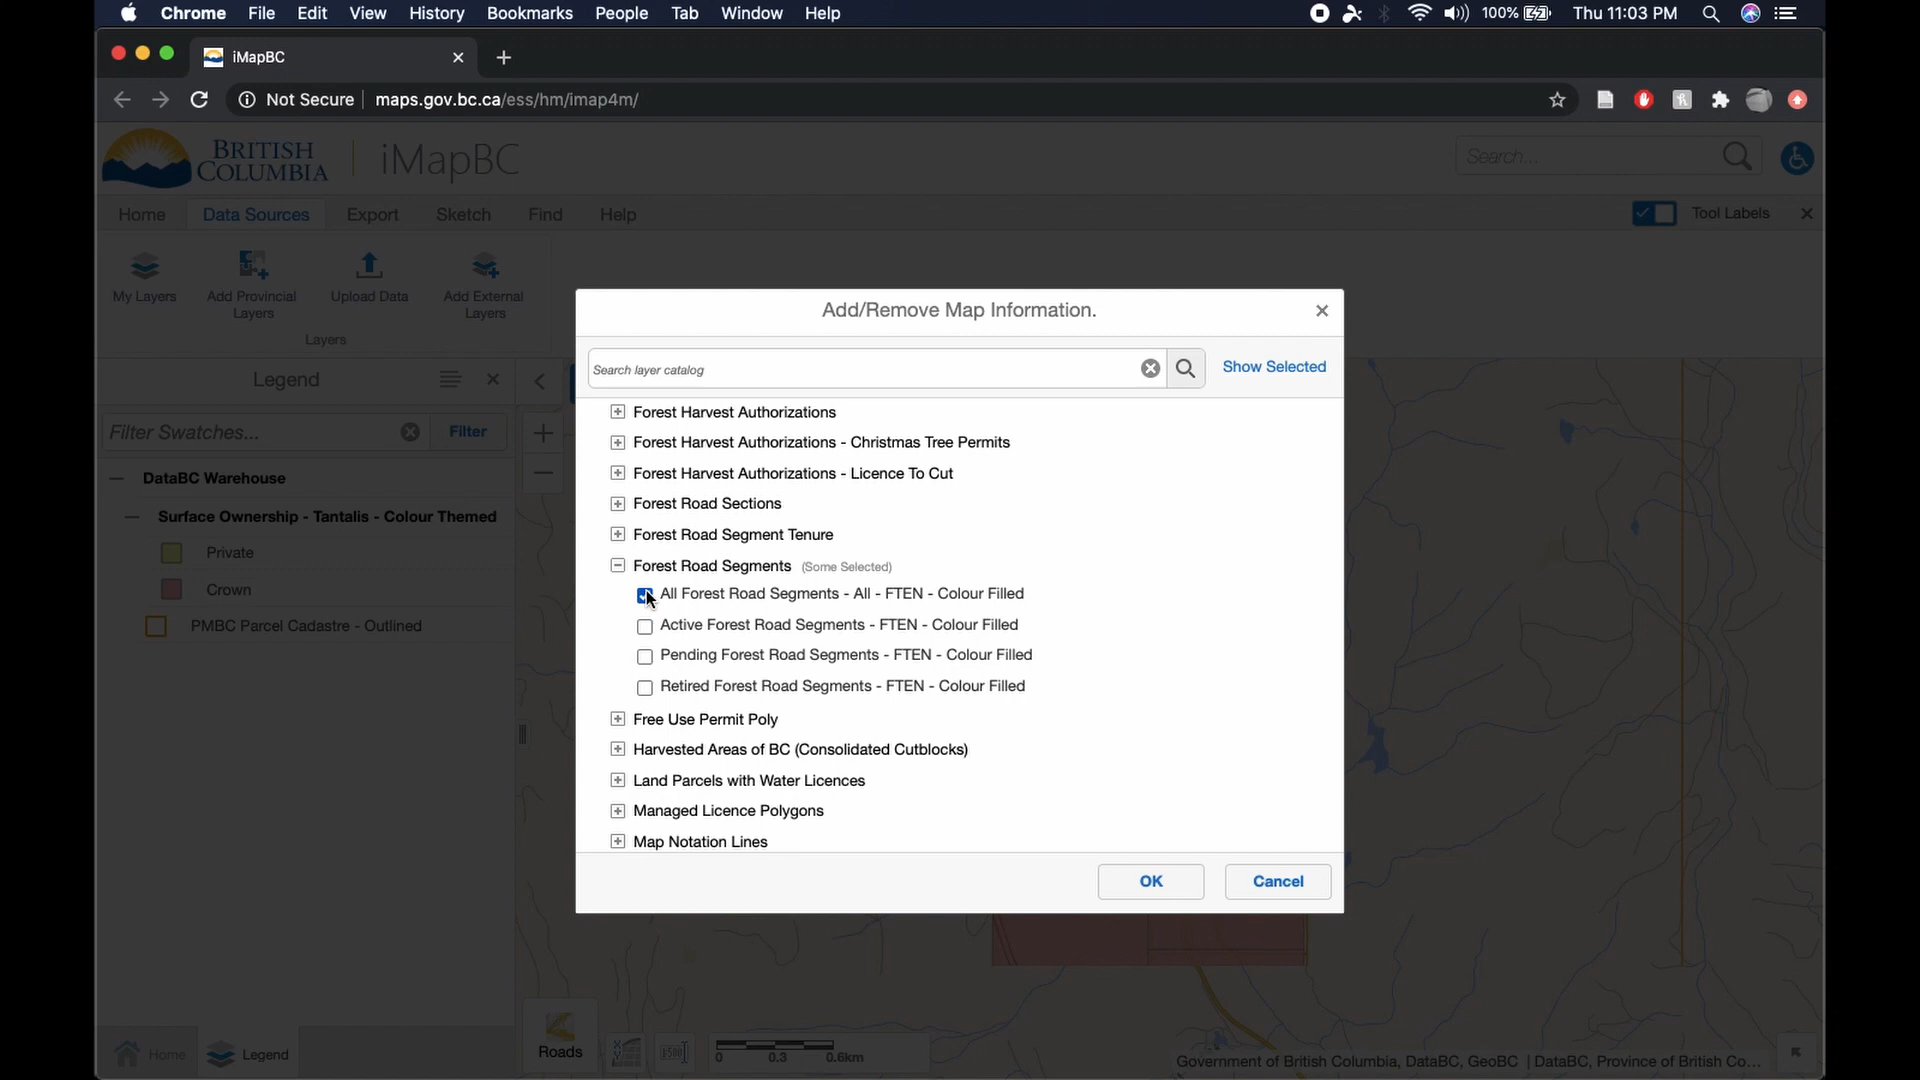 Chrome File Edit View History Bookmarks People Tab Window Help 100% Thu 11:03 PM
iMapBC
Not Secure maps.gov.bc.ca/ess/hm/imap4m/
BRITISH COLUMBIA iMapBC Search...
Home Data Sources Export Sketch Find Help Tool Labels
My Layers Add Provincial Layers Upload Data Add External Layers
Layers
Legend
Filter Swatches... Filter
DataBC Warehouse
Surface Ownership - Tantalis - Colour Themed
Private
Crown
PMBC Parcel Cadastre - Outlined
Add/Remove Map Information.
Search layer catalog Show Selected
Forest Harvest Authorizations
Forest Harvest Authorizations - Christmas Tree Permits
Forest Harvest Authorizations - Licence To Cut
Forest Road Sections
Forest Road Segment Tenure
Forest Road Segments (Some Selected)
All Forest Road Segments - All - FTEN - Colour Filled
Active Forest Road Segments - FTEN - Colour Filled
Pending Forest Road Segments - FTEN - Colour Filled
Retired Forest Road Segments - FTEN - Colour Filled
Free Use Permit Poly
Harvested Areas of BC (Consolidated Cutblocks)
Land Parcels with Water Licences
Managed Licence Polygons
Map Notation Lines
OK Cancel
Home Legend
Roads
0 0.3 0.6km
Government of British Columbia, DataBC, GeoBC | DataBC, Province of British Co...